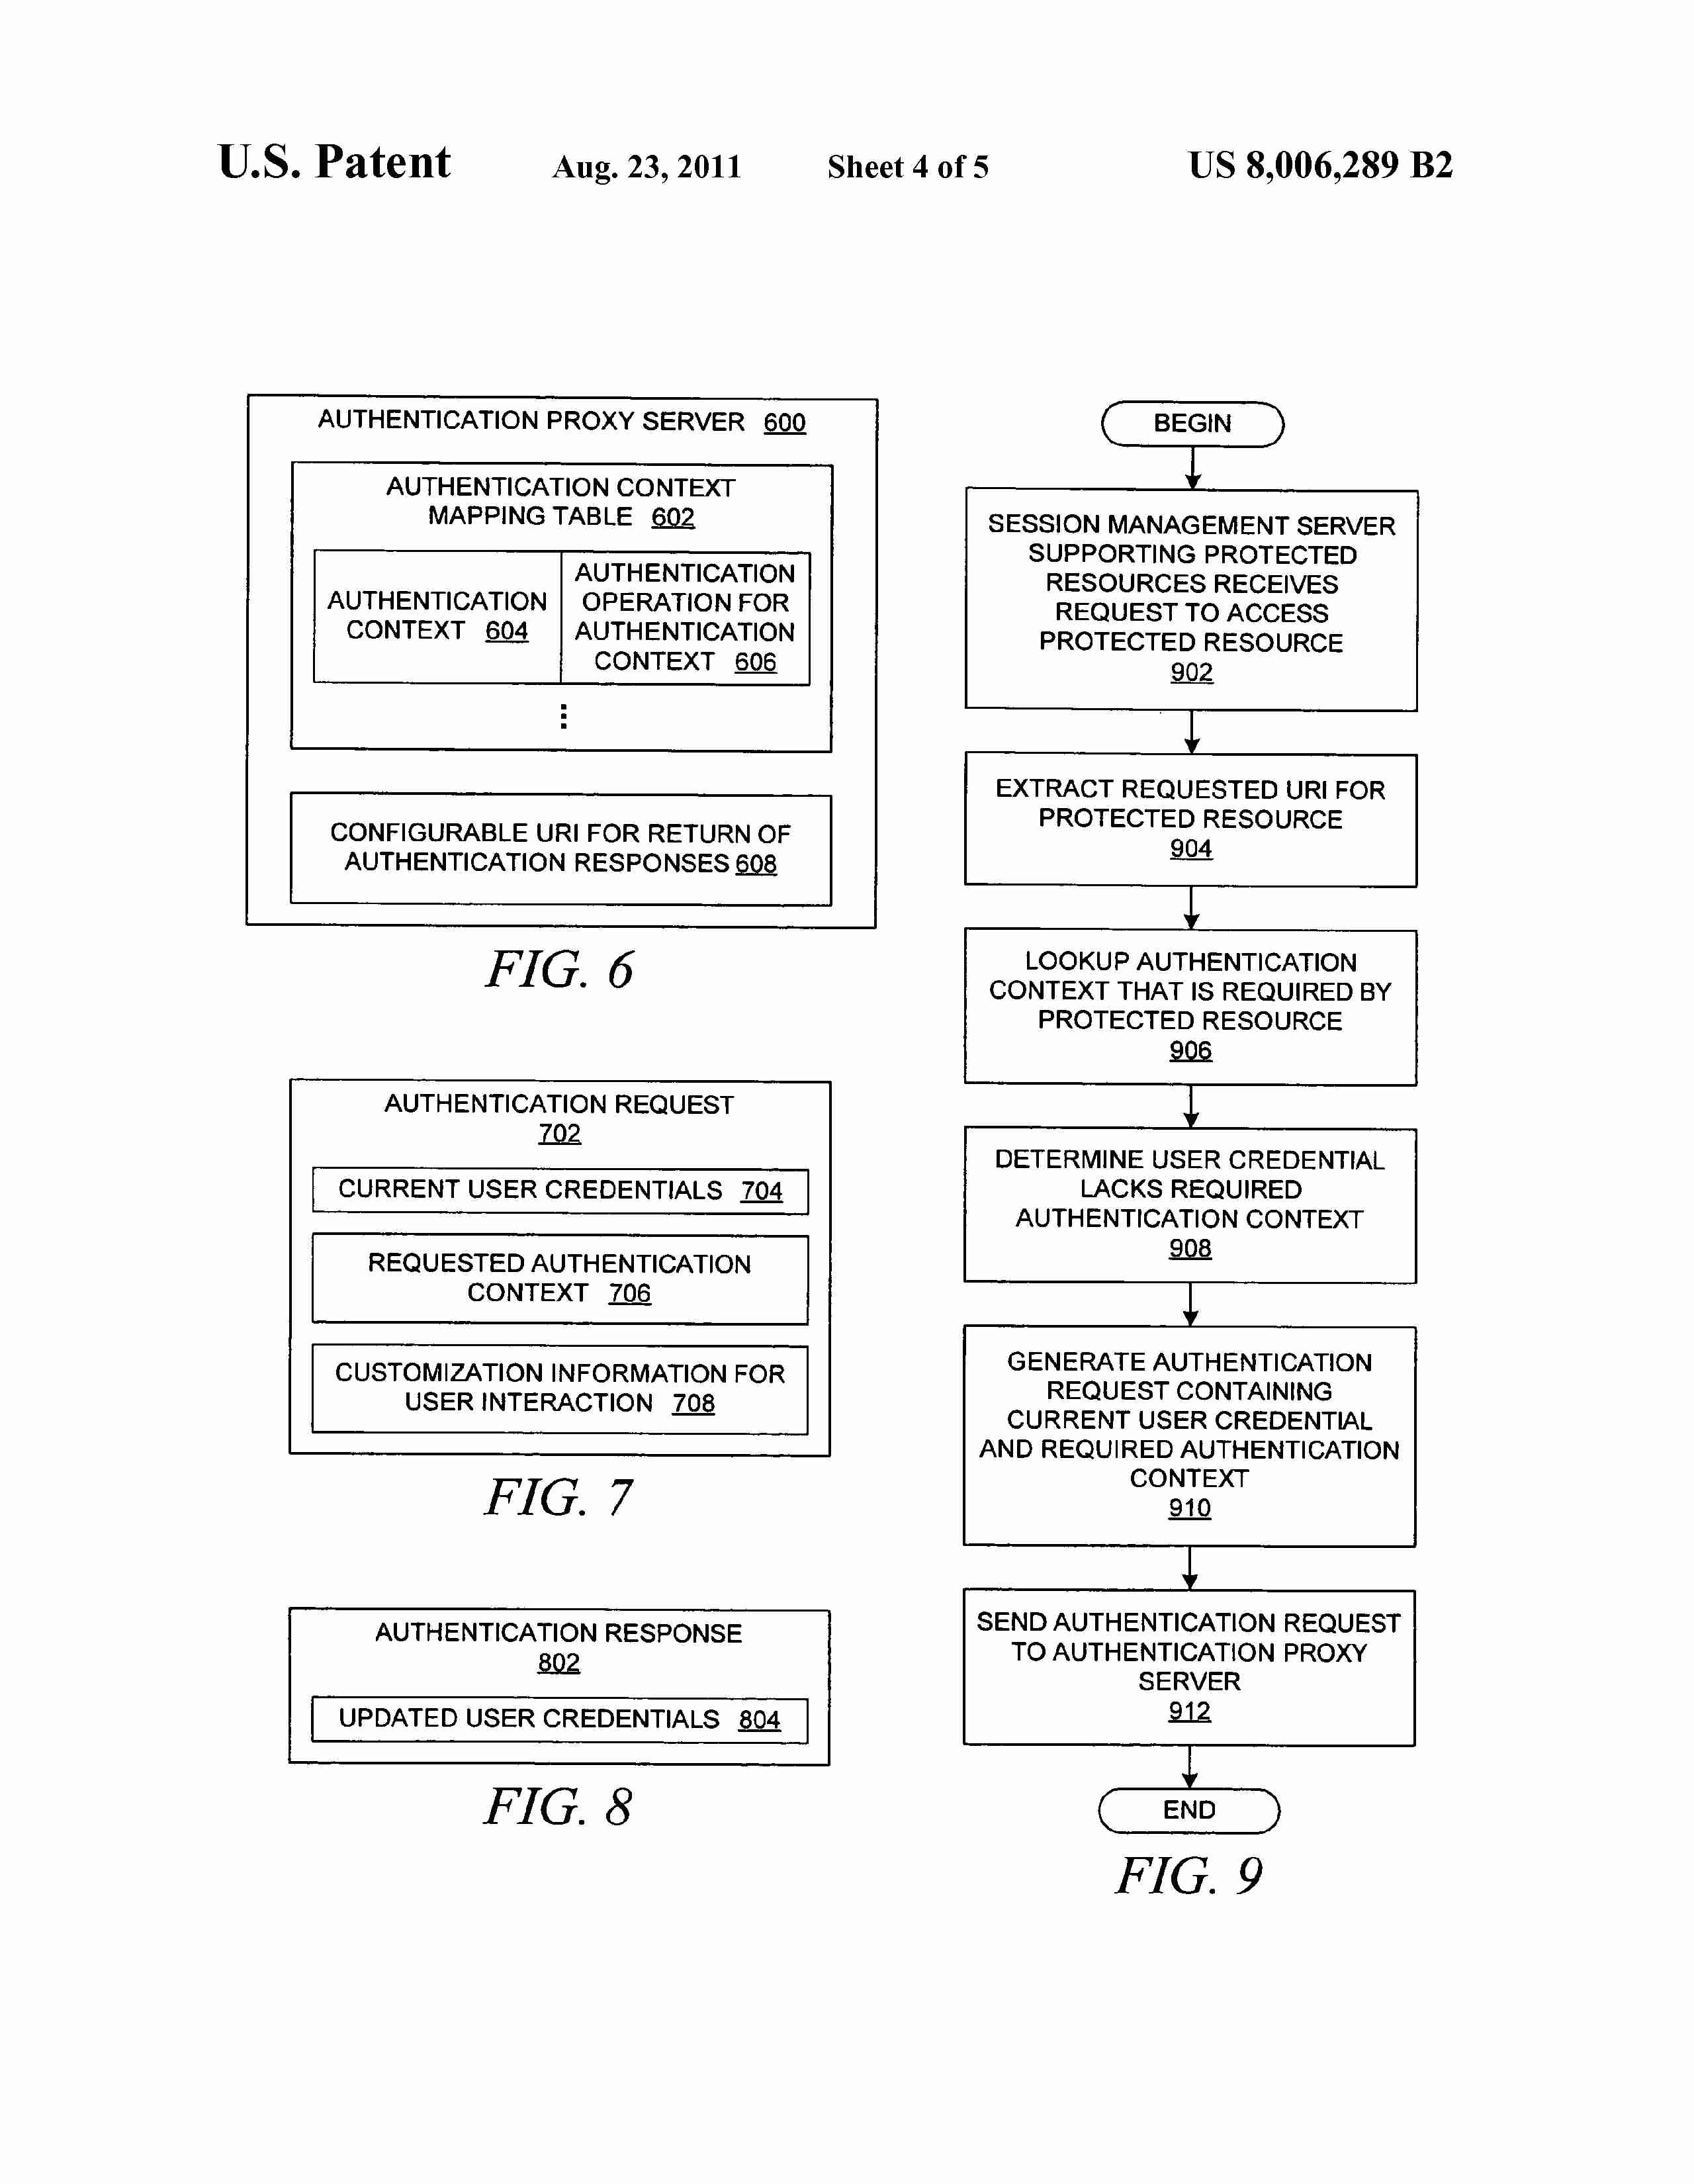 U.S. Patent Aug. 23, 2011 Sheet 4 of 5 US 8,006,289 B2
AUTHENTICATION PROXY SERVER 600
AUTHENTICATION CONTEXT
MAPPING TABLE 602
AUTHENTICATION
CONTEXT 604
AUTHENTICATION
OPERATION FOR
AUTHENTICATION
CONTEXT 606
CONFIGURABLE URI FOR RETURN OF
AUTHENTICATION RESPONSES 608
FIG. 6
AUTHENTICATION REQUEST
702
CURRENT USER CREDENTIALS 704
REQUESTED AUTHENTICATION
CONTEXT 706
CUSTOMIZATION INFORMATION FOR
USER INTERACTION 708
FIG. 7
AUTHENTICATION RESPONSE
802
UPDATED USER CREDENTIALS 804
FIG. 8
BEGIN
SESSION MANAGEMENT SERVER
SUPPORTING PROTECTED
RESOURCES RECEIVES
REQUEST TO ACCESS
PROTECTED RESOURCE
902
EXTRACT REQUESTED URI FOR
PROTECTED RESOURCE
904
LOOKUP AUTHENTICATION
CONTEXT THAT IS REQUIRED BY
PROTECTED RESOURCE
906
DETERMINE USER CREDENTIAL
LACKS REQUIRED
AUTHENTICATION CONTEXT
908
GENERATE AUTHENTICATION
REQUEST CONTAINING
CURRENT USER CREDENTIAL
AND REQUIRED AUTHENTICATION
CONTEXT
910
SEND AUTHENTICATION REQUEST
TO AUTHENTICATION PROXY
SERVER
912
END
FIG. 9